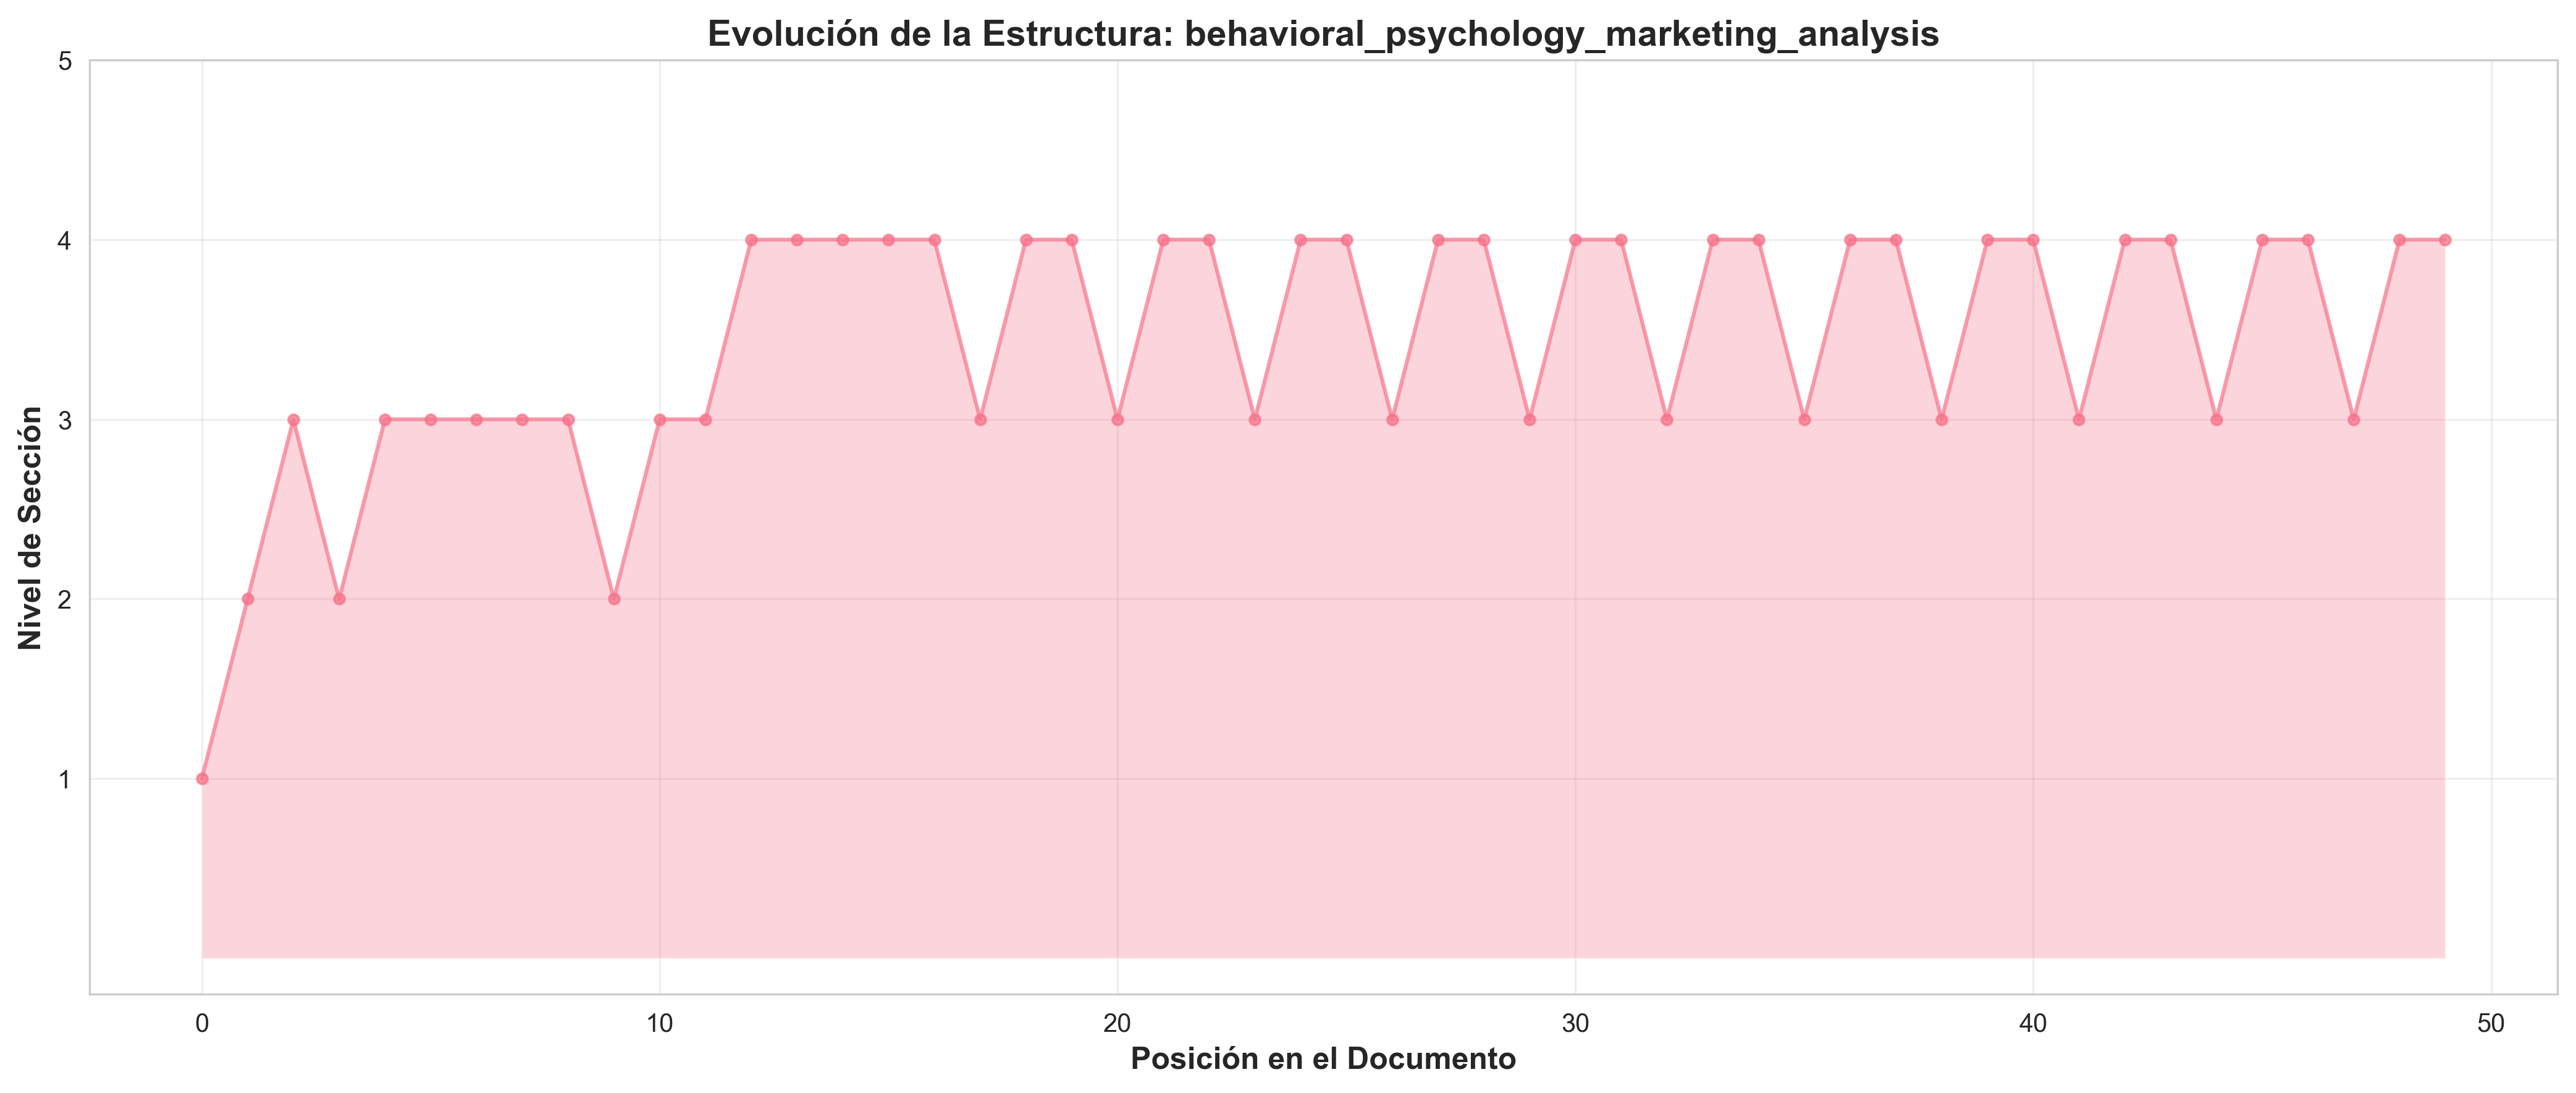 Evolución de la Estructura: behavioral_psychology_marketing_analysis
5
4
3
2
1
Nivel de Sección
0 10 20 30 40 50
Posición en el Documento